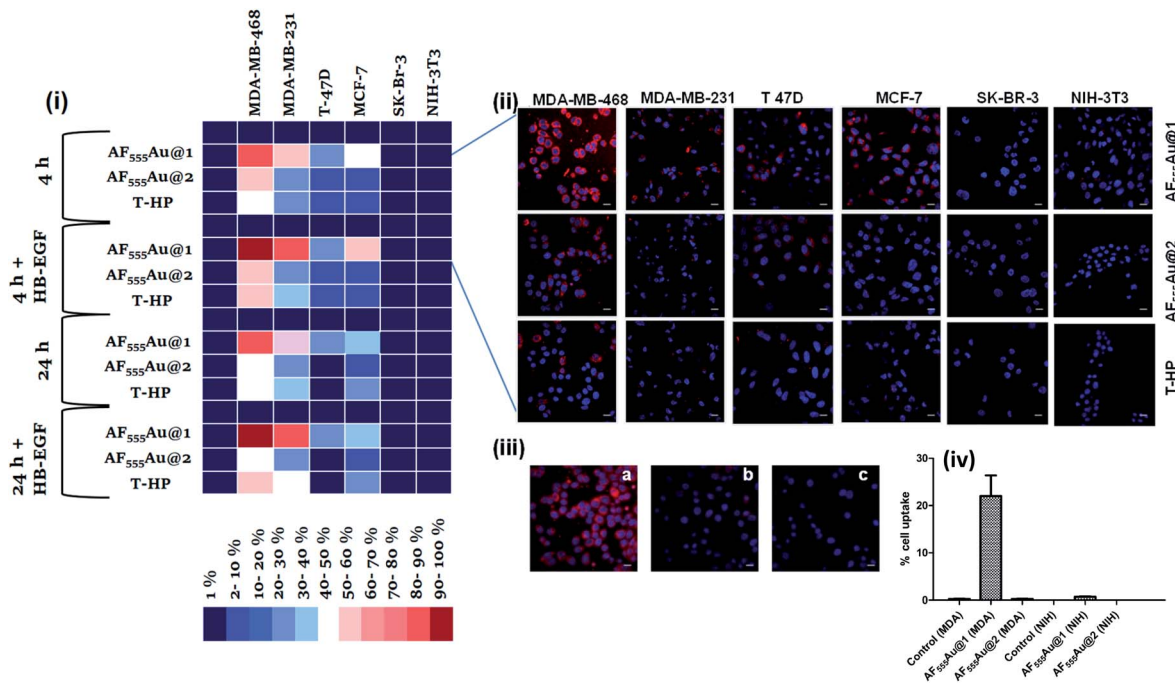 (i)
MDA-MB-468
MDA-MB-231
T-47D
MCF-7
SK-Br-3
NIH-3T3
4 h
AF₅₅₅Au@1
AF₅₅₅Au@2
T-HP
4 h +
HB-EGF
AF₅₅₅Au@1
AF₅₅₅Au@2
T-HP
24 h
AF₅₅₅Au@1
AF₅₅₅Au@2
T-HP
24 h +
HB-EGF
AF₅₅₅Au@1
AF₅₅₅Au@2
T-HP
1 %
2- 10 %
10- 20 %
20- 30 %
30- 40 %
40- 50 %
50- 60 %
60- 70 %
70- 80 %
80- 90 %
90- 100 %
(ii)
MDA-MB-468
MDA-MB-231
T 47D
MCF-7
SK-BR-3
NIH-3T3
AF₅₅₅Au@1
AF₅₅₅Au@2
T-HP
(iii)
a
b
c
(iv)
% cell uptake
30
20
10
0
Control (MDA)
AF₅₅₅Au@1 (MDA)
AF₅₅₅Au@2 (MDA)
Control (NIH)
AF₅₅₅Au@1 (NIH)
AF₅₅₅Au@2 (NIH)